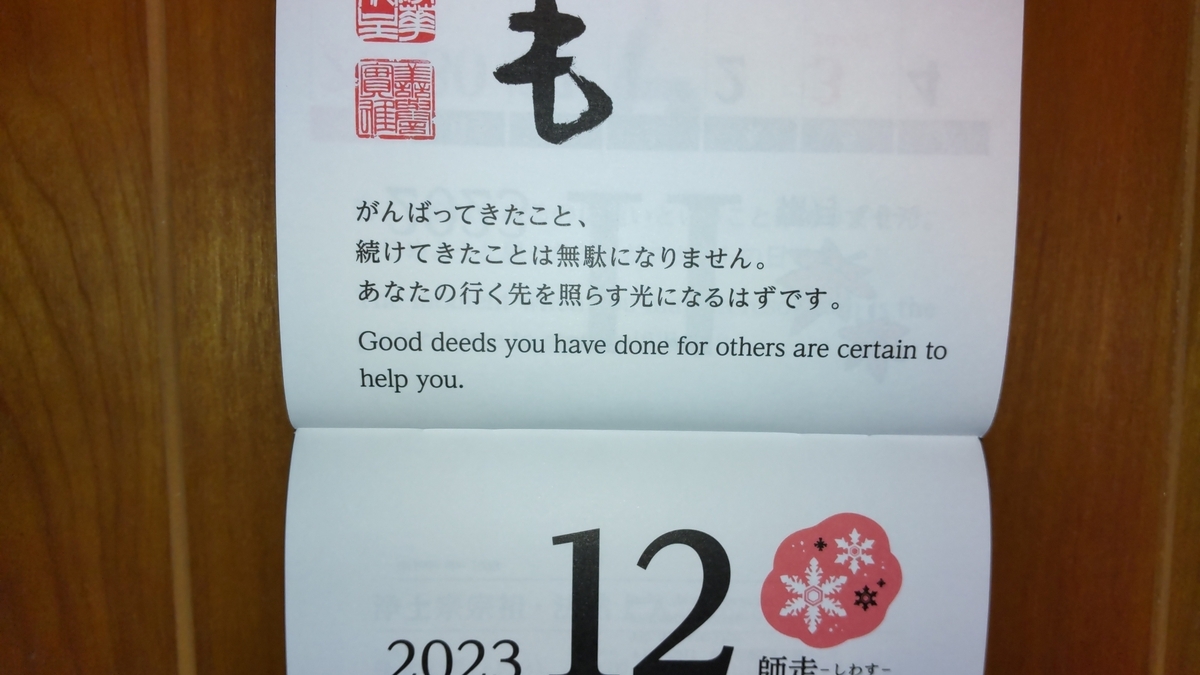 も
がんばってきたこと、
続けてきたことは無駄になりません。
あなたの行く先を照らす光になるはずです。
Good deeds you have done for others are certain to
help you.
2023 12
師走-しわす-